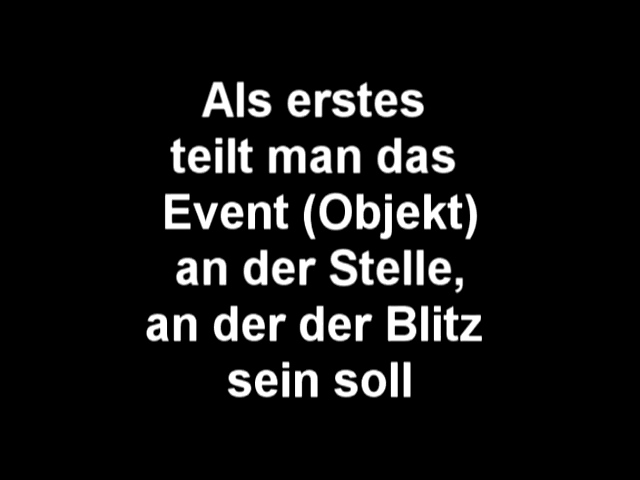 Als erstes
teilt man das
Event (Objekt)
an der Stelle,
an der der Blitz
sein soll